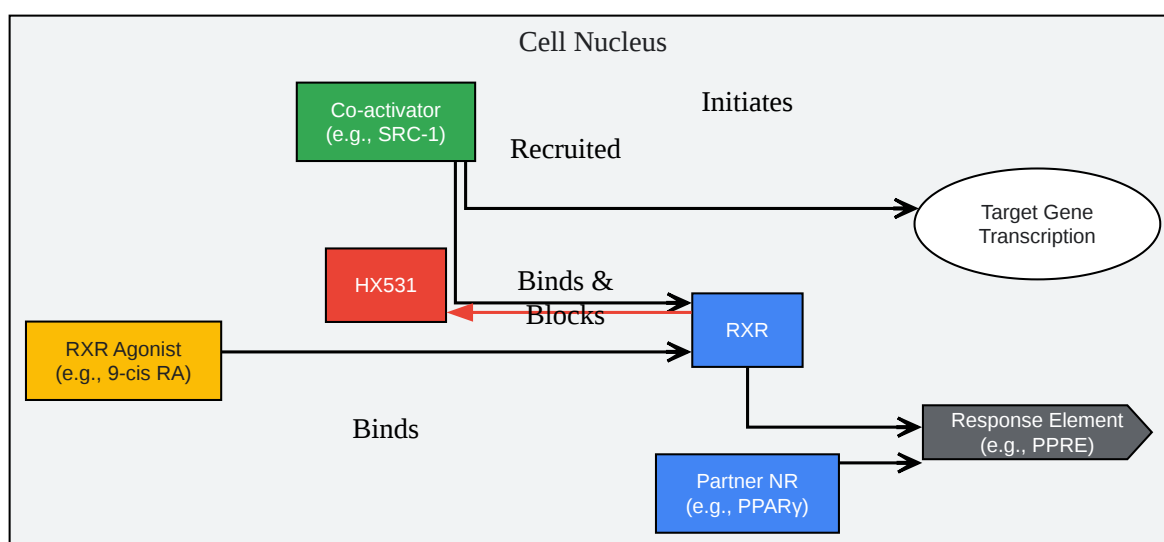 Cell Nucleus
Co-activator
(e.g., SRC-1)
Initiates
Recruited
Target Gene
Transcription
HX531
Binds &
Blocks
RXR
RXR Agonist
(e.g., 9-cis RA)
Binds
Response Element
(e.g., PPRE)
Partner NR
(e.g., PPARγ)